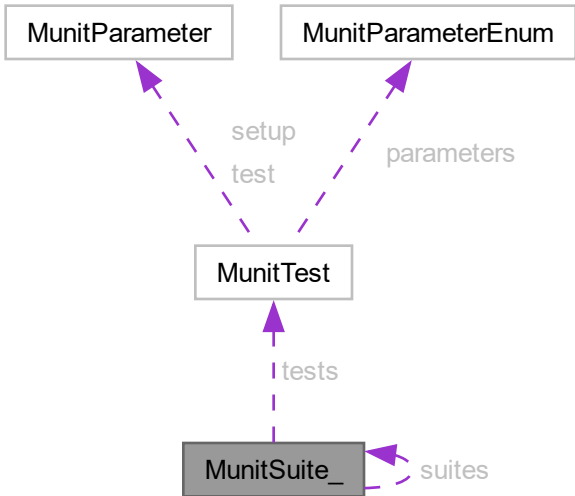 MunitParameter
MunitParameterEnum
setup
test
parameters
MunitTest
tests
MunitSuite_
suites